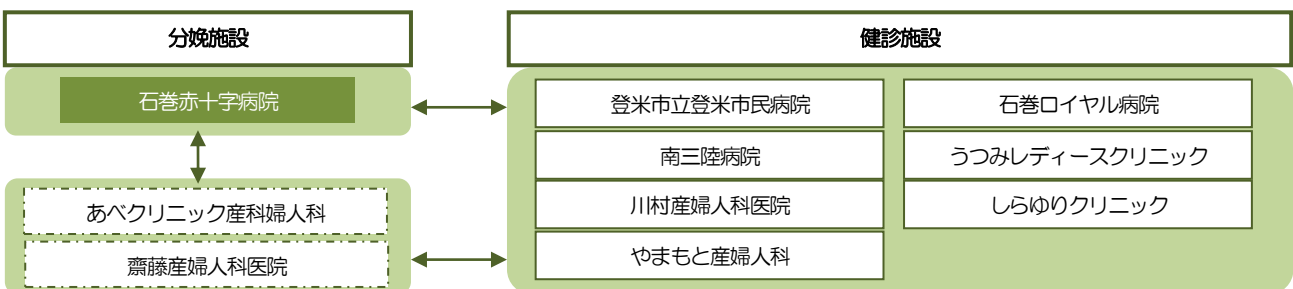 分娩施設
石巻赤十字病院
あべクリニック産科婦人科
齋藤産婦人科医院
健診施設
登米市立登米市民病院
南三陸病院
川村産婦人科医院
やまもと産婦人科
石巻ロイヤル病院
うつみレディースクリニック
しらゆりクリニック